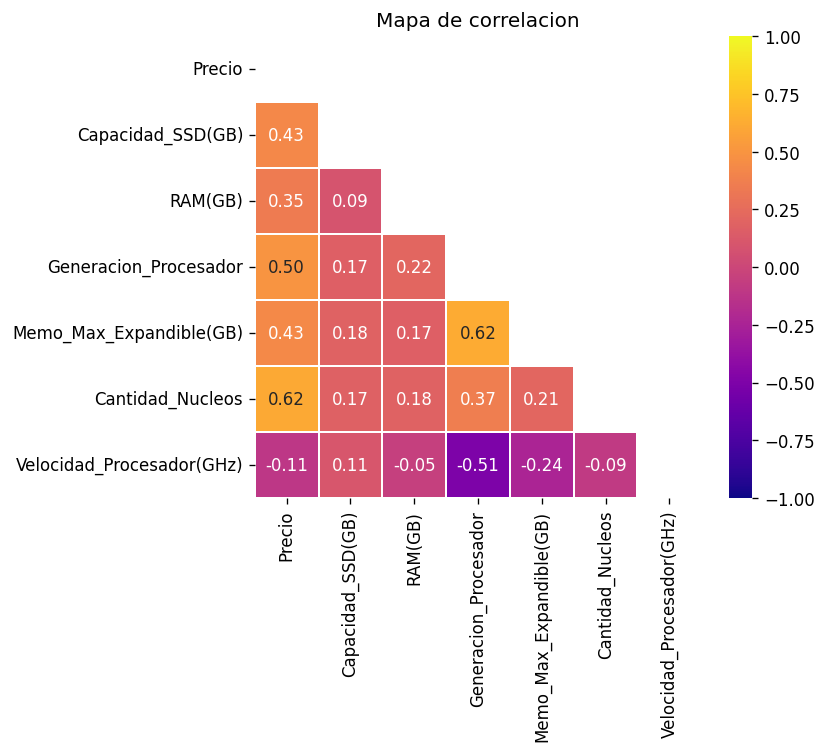 Mapa de correlacion
Precio
Capacidad_SSD(GB) 0.43
RAM(GB) 0.35 0.09
Generacion_Procesador 0.50 0.17 0.22
Memo_Max_Expandible(GB) 0.43 0.18 0.17 0.62
Cantidad_Nucleos 0.62 0.17 0.18 0.37 0.21
Velocidad_Procesador(GHz) -0.11 0.11 -0.05 -0.51 -0.24 -0.09
Precio
Capacidad_SSD(GB)
RAM(GB)
Generacion_Procesador
Memo_Max_Expandible(GB)
Cantidad_Nucleos
Velocidad_Procesador(GHz)
1.00
0.75
0.50
0.25
0.00
−0.25
−0.50
−0.75
−1.00